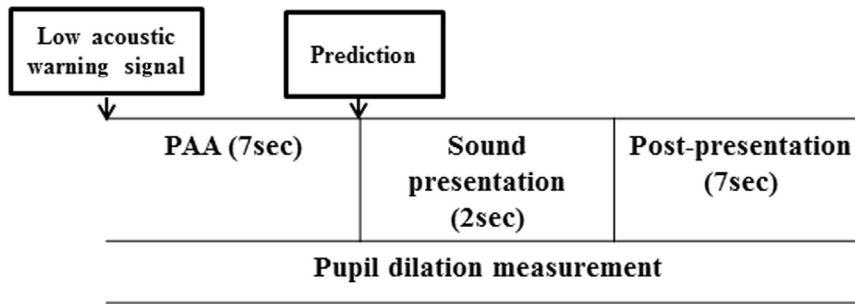 Low acoustic
warning signal
Prediction
PAA (7sec)
Sound
presentation
(2sec)
Post-presentation
(7sec)
Pupil dilation measurement